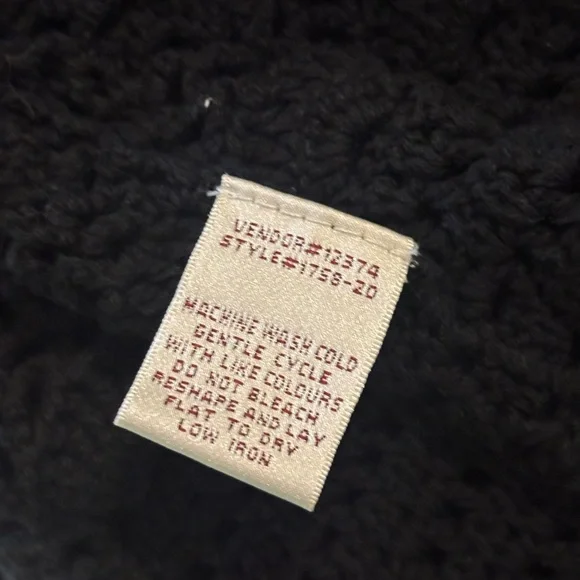 VENDOR#12374
STYLE#1758-20
MACHINE WASH COLD
GENTLE CYCLE
WITH LIKE COLOURS
DO NOT BLEACH
RESHAPE AND LAY
FLAT TO DRY
LOW IRON